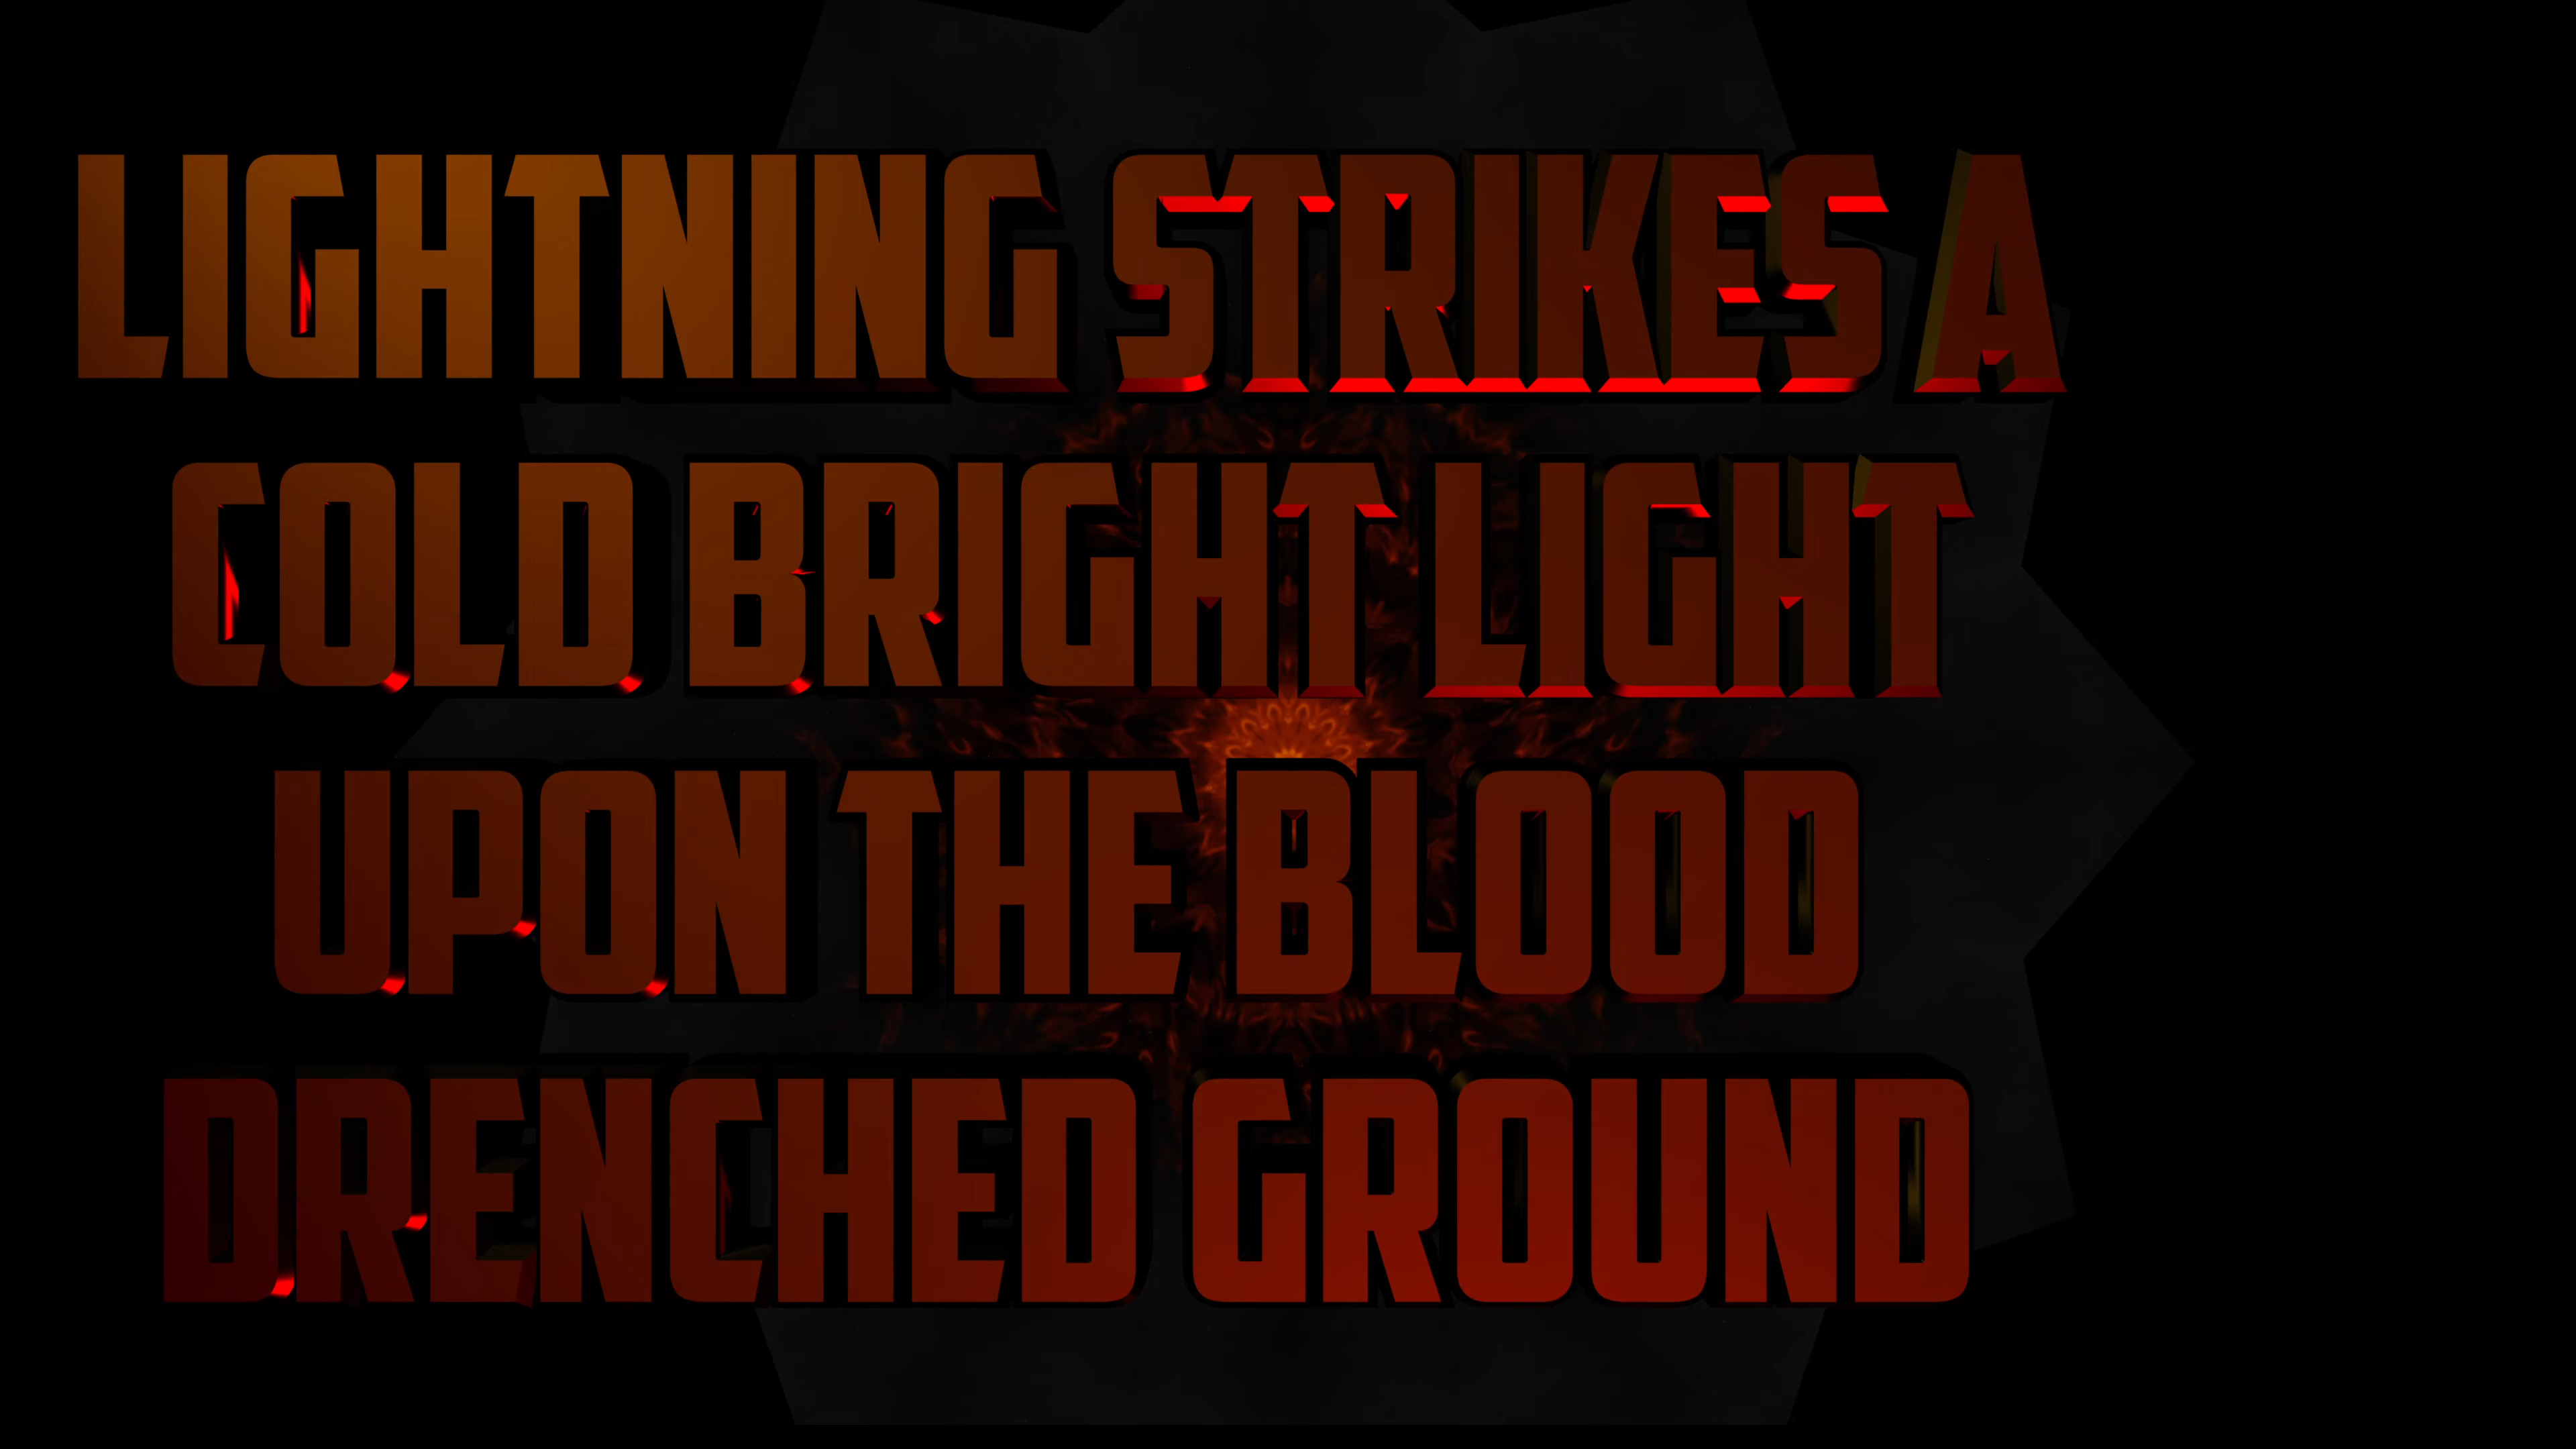 LIGHTNING STRIKES A
COLD BRIGHT LIGHT
UPON THE BLOOD
DRENCHED GROUND